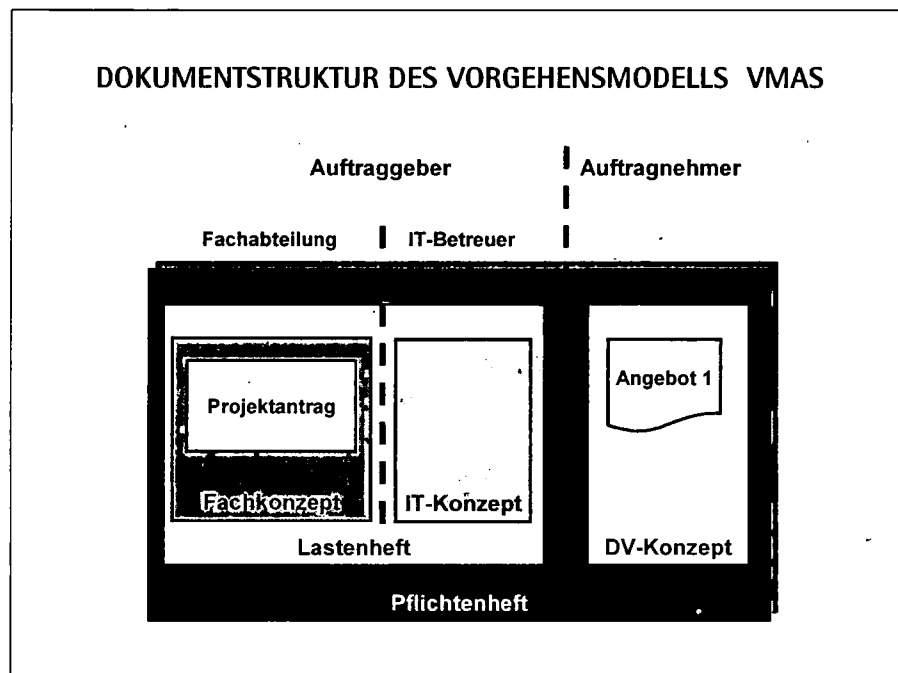 DOKUMENTSTRUKTUR DES VORGEHENSMODELLS VMAS
Auftraggeber
Auftragnehmer
Fachabteilung
IT-Betreuer
Projektantrag
Angebot 1
Fachkonzept
IT-Konzept
Lastenheft
DV-Konzept
Pflichtenheft